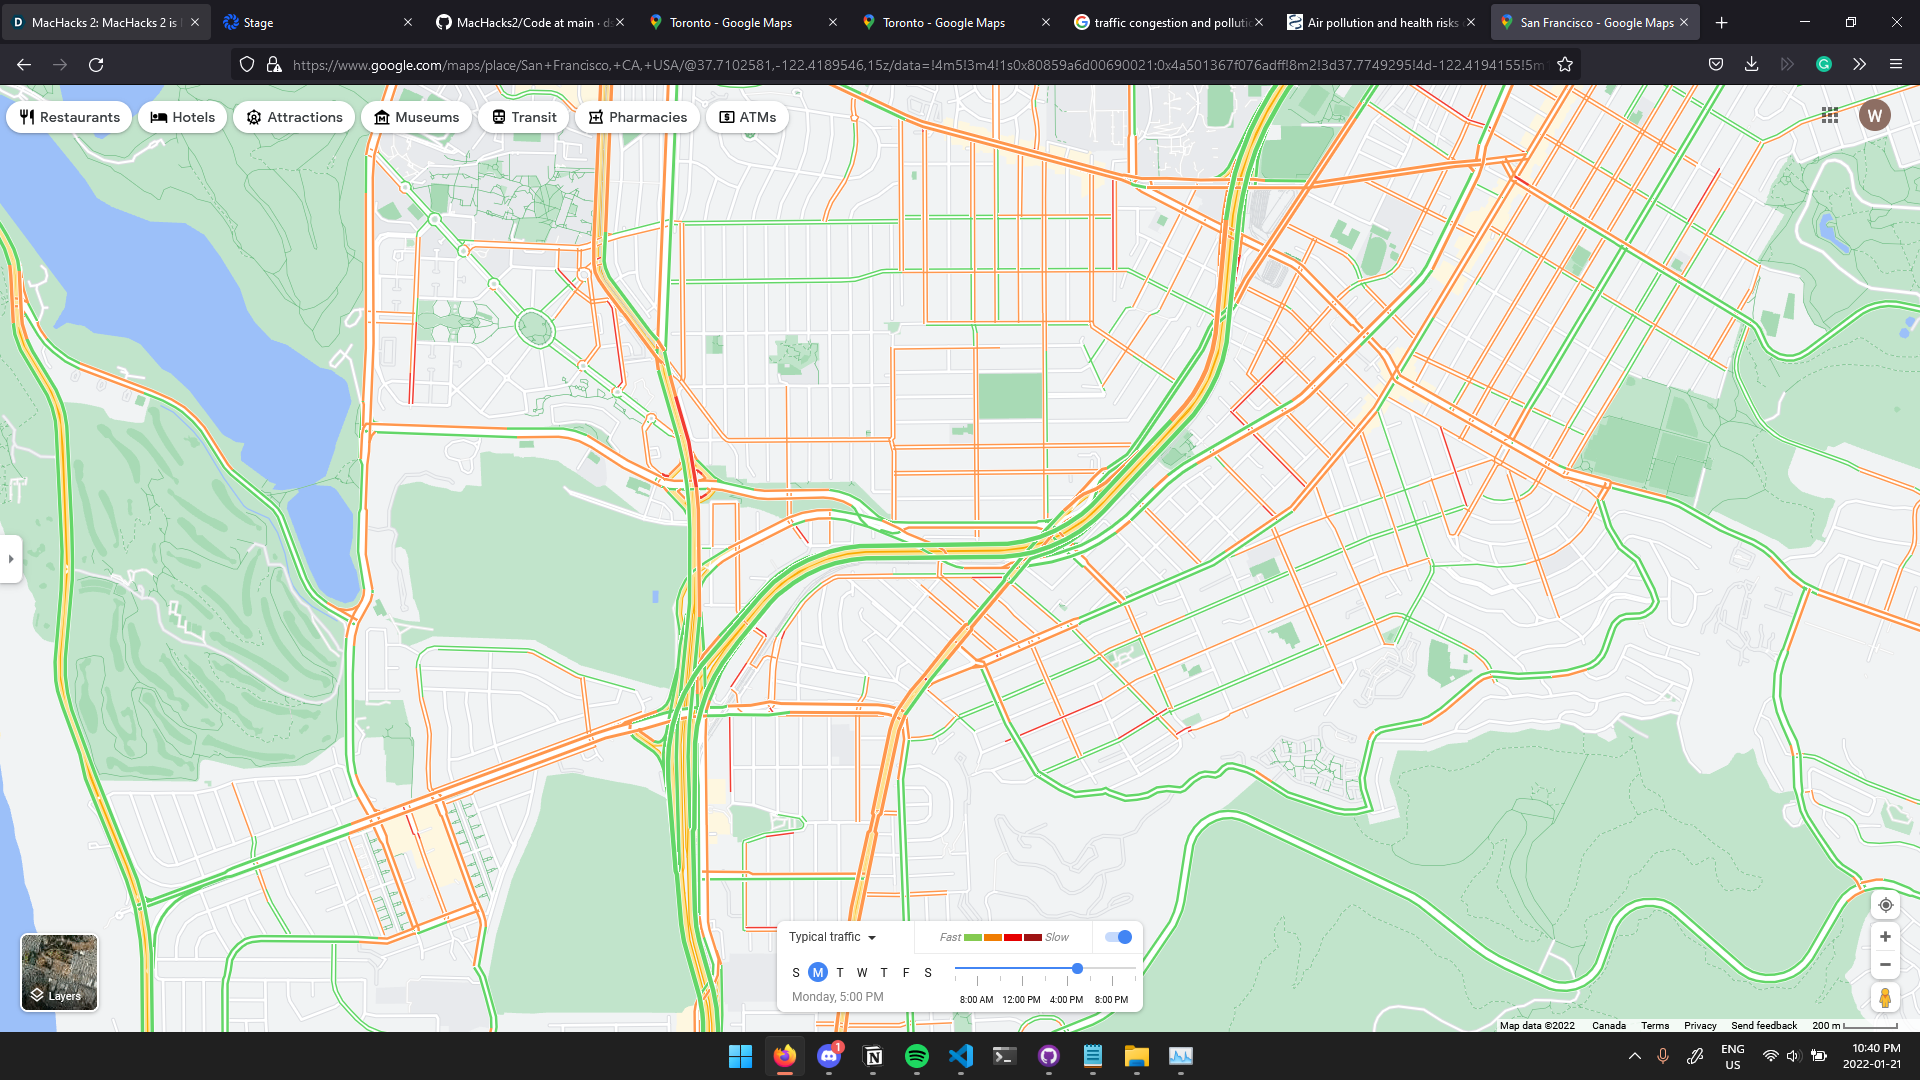 MacHacks 2: MacHacks 2 is
Stage
MacHacks2/Code at main · ds
Toronto - Google Maps
Toronto - Google Maps
traffic congestion and pollutio
Air pollution and health risks
San Francisco - Google Maps
https://www.google.com/maps/place/San+Francisco,+CA,+USA/@37.7102581,-122.4189546,15z/data=!4m5!3m4!1s0x80859a6d00690021:0x4a501367f076adff!8m2!3d37.7749295!4d-122.4194155!5m1
Restaurants
Hotels
Attractions
Museums
Transit
Pharmacies
ATMs
W
Typical traffic
Fast
Slow
S M T W T F S
Monday, 5:00 PM
8:00 AM 12:00 PM 4:00 PM 8:00 PM
Layers
Map data ©2022 Canada Terms Privacy Send feedback 200 m
1
ENG
US
10:40 PM
2022-01-21